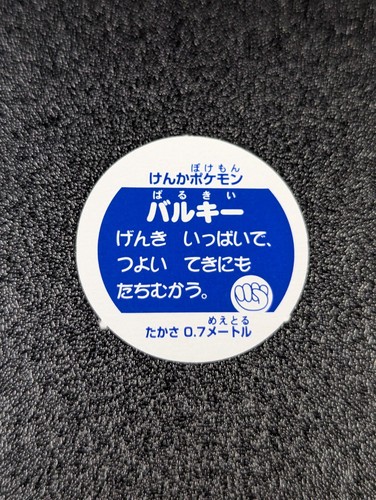 ぽけもん
けんかポケモン
ばるきい
バルキー
げんき いっぱいで、
つよい てきにも
たちむかう。
めえとる
たかさ 0.7メートル